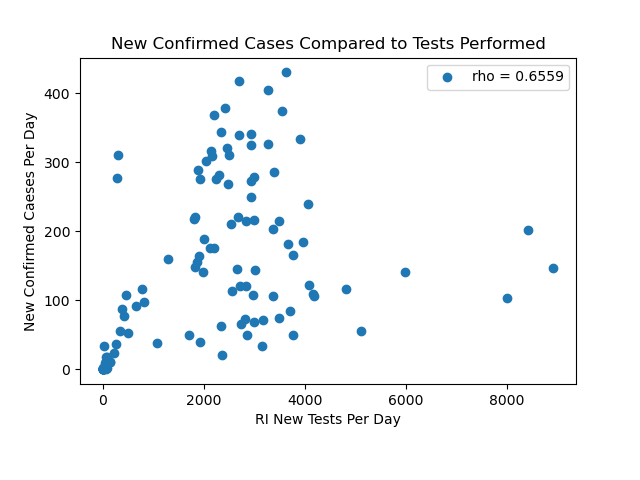 New Confirmed Cases Compared to Tests Performed
rho = 0.6559
New Confirmed Caeses Per Day
400
300
200
100
0
0 2000 4000 6000 8000
RI New Tests Per Day